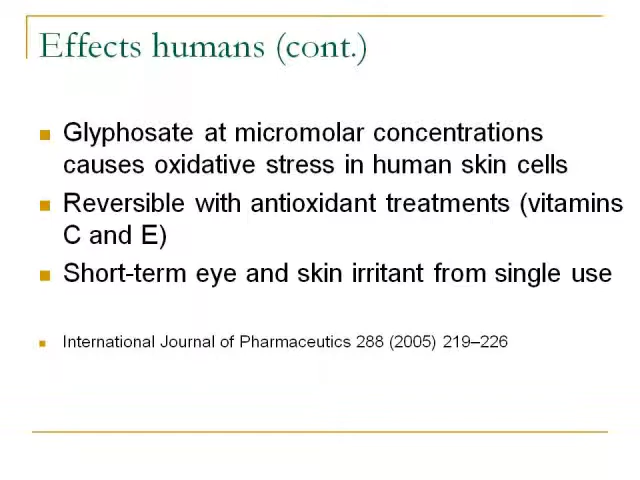 Effects humans (cont.)
Glyphosate at micromolar concentrations
causes oxidative stress in human skin cells
Reversible with antioxidant treatments (vitamins
C and E)
Short-term eye and skin irritant from single use
International Journal of Pharmaceutics 288 (2005) 219–226